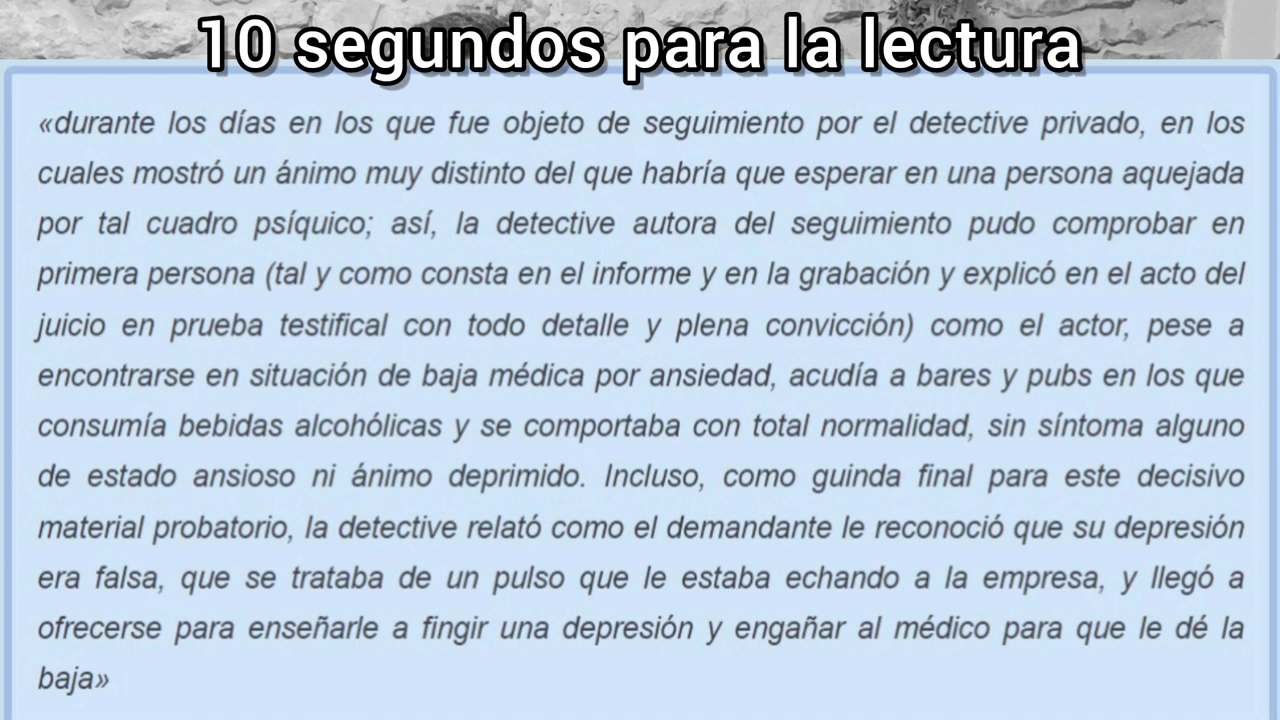 10 segundos para la lectura
«durante los días en los que fue objeto de seguimiento por el detective privado, en los
cuales mostró un ánimo muy distinto del que habría que esperar en una persona aquejada
por tal cuadro psíquico; así, la detective autora del seguimiento pudo comprobar en
primera persona (tal y como consta en el informe y en la grabación y explicó en el acto del
juicio en prueba testifical con todo detalle y plena convicción) como el actor, pese a
encontrarse en situación de baja médica por ansiedad, acudía a bares y pubs en los que
consumía bebidas alcohólicas y se comportaba con total normalidad, sin síntoma alguno
de estado ansioso ni ánimo deprimido. Incluso, como guinda final para este decisivo
material probatorio, la detective relató como el demandante le reconoció que su depresión
era falsa, que se trataba de un pulso que le estaba echando a la empresa, y llegó a
ofrecerse para enseñarle a fingir una depresión y engañar al médico para que le dé la
baja»